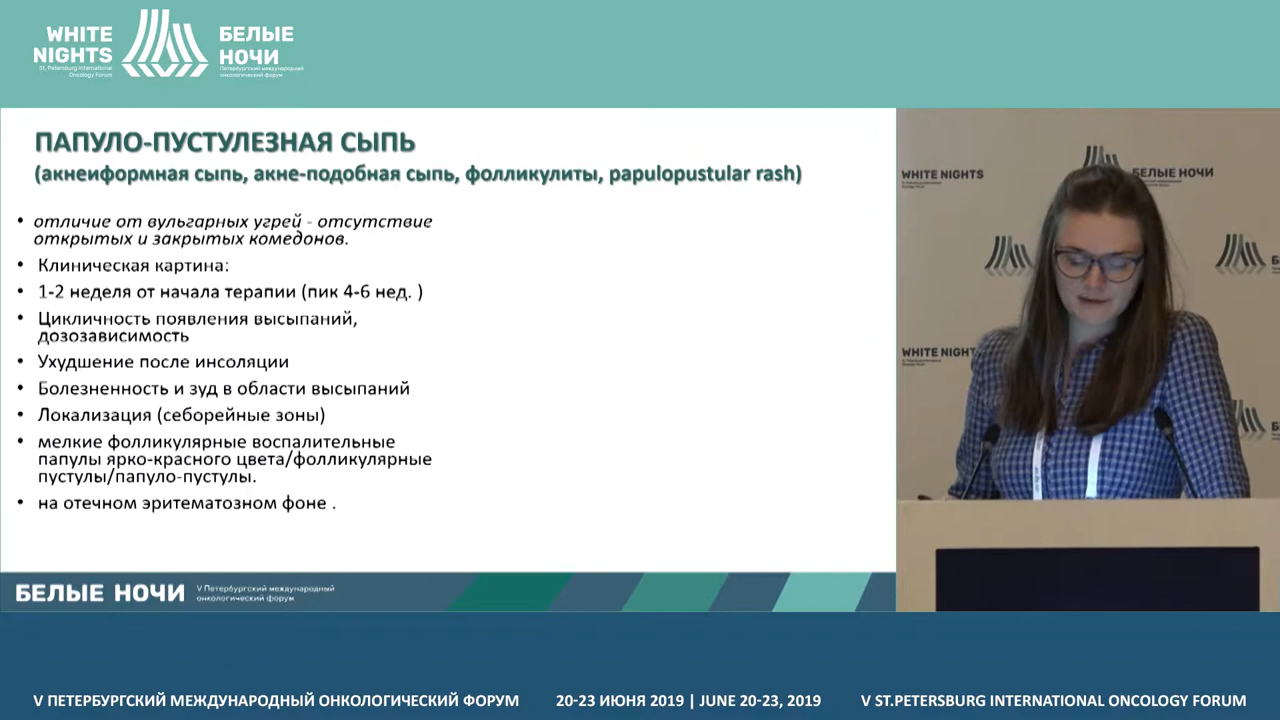 WHITE
NIGHTS
St. Petersburg International
Oncology Forum
БЕЛЫЕ
НОЧИ
Петербургский международный
онкологический форум
ПАПУЛО-ПУСТУЛЕЗНАЯ СЫПЬ
(акнеиформная сыпь, акне-подобная сыпь, фолликулиты, papulopustular rash)
• отличие от вульгарных угрей - отсутствие
открытых и закрытых комедонов.
• Клиническая картина:
• 1-2 неделя от начала терапии (пик 4-6 нед. )
• Цикличность появления высыпаний,
дозозависимость
• Ухудшение после инсоляции
• Болезненность и зуд в области высыпаний
• Локализация (себорейные зоны)
• мелкие фолликулярные воспалительные
папулы ярко-красного цвета/фолликулярные
пустулы/папуло-пустулы.
• на отечном эритематозном фоне .
БЕЛЫЕ НОЧИ
V Петербургский международный
онкологический форум
WHITE NIGHTS
БЕЛЫЕ НОЧИ
WHITE NIGHT
V ПЕТЕРБУРГСКИЙ МЕЖДУНАРОДНЫЙ ОНКОЛОГИЧЕСКИЙ ФОРУМ
20-23 ИЮНЯ 2019 | JUNE 20-23, 2019
V ST.PETERSBURG INTERNATIONAL ONCOLOGY FORUM